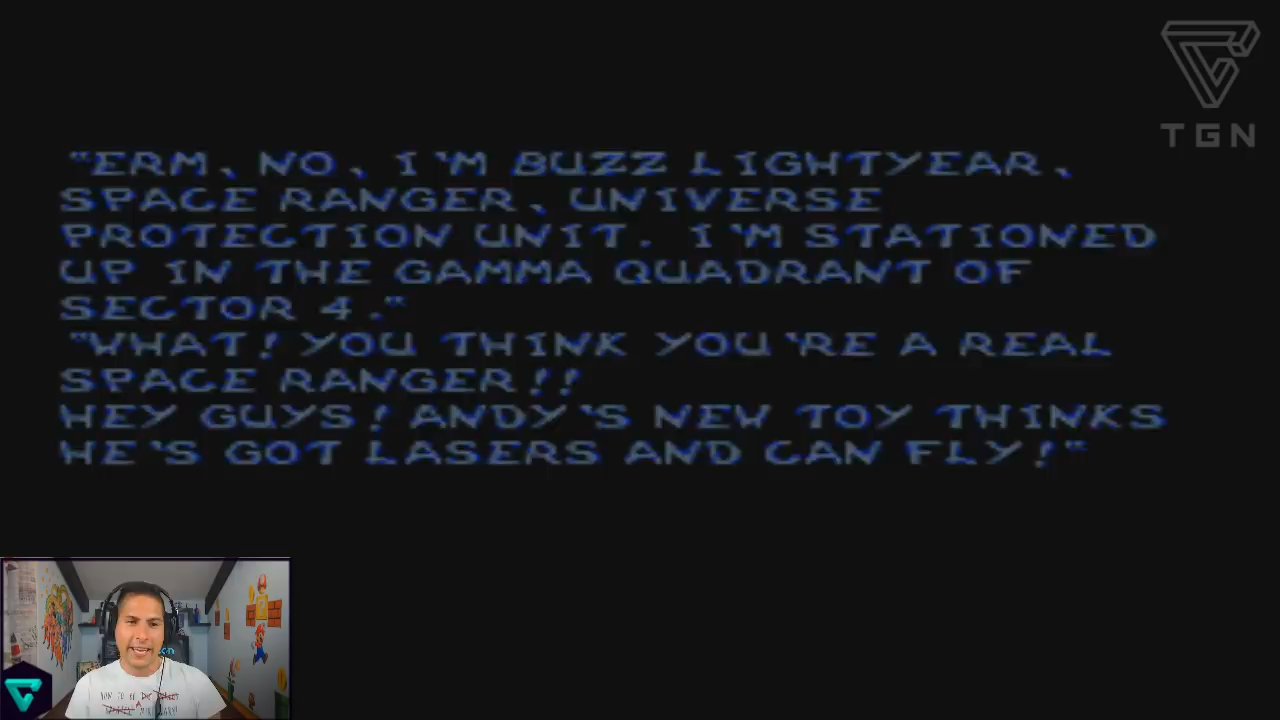 TGN
"ERM, NO, I'M BUZZ LIGHTYEAR,
SPACE RANGER, UNIVERSE
PROTECTION UNIT. I'M STATIONED
UP IN THE GAMMA QUADRANT OF
SECTOR 4."
"WHAT! YOU THINK YOU'RE A REAL
SPACE RANGER!!
HEY GUYS! ANDY'S NEW TOY THINKS
HE'S GOT LASERS AND CAN FLY!"